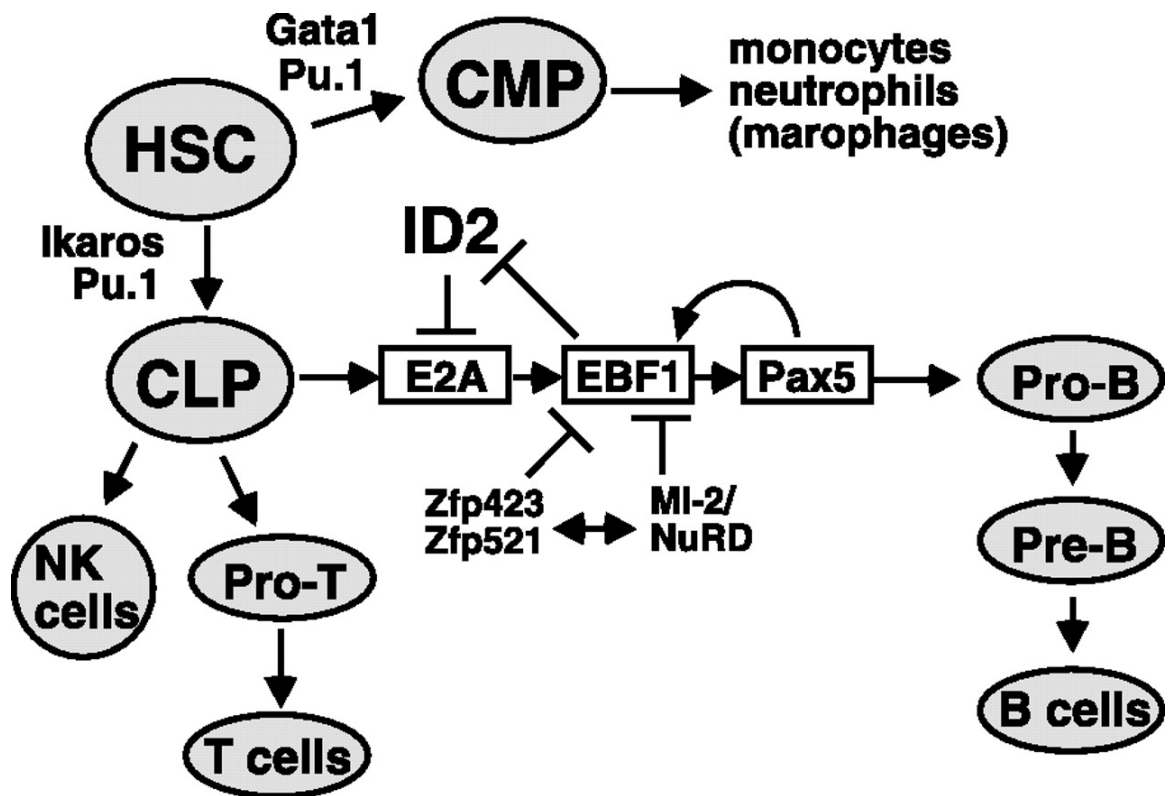 Gata1
Pu.1
CMP
monocytes
neutrophils
(marophages)
HSC
Ikaros
Pu.1
ID2
CLP
E2A
EBF1
Pax5
Pro-B
Zfp423
Zfp521
MI-2/
NuRD
Pre-B
NK
cells
Pro-T
B cells
T cells